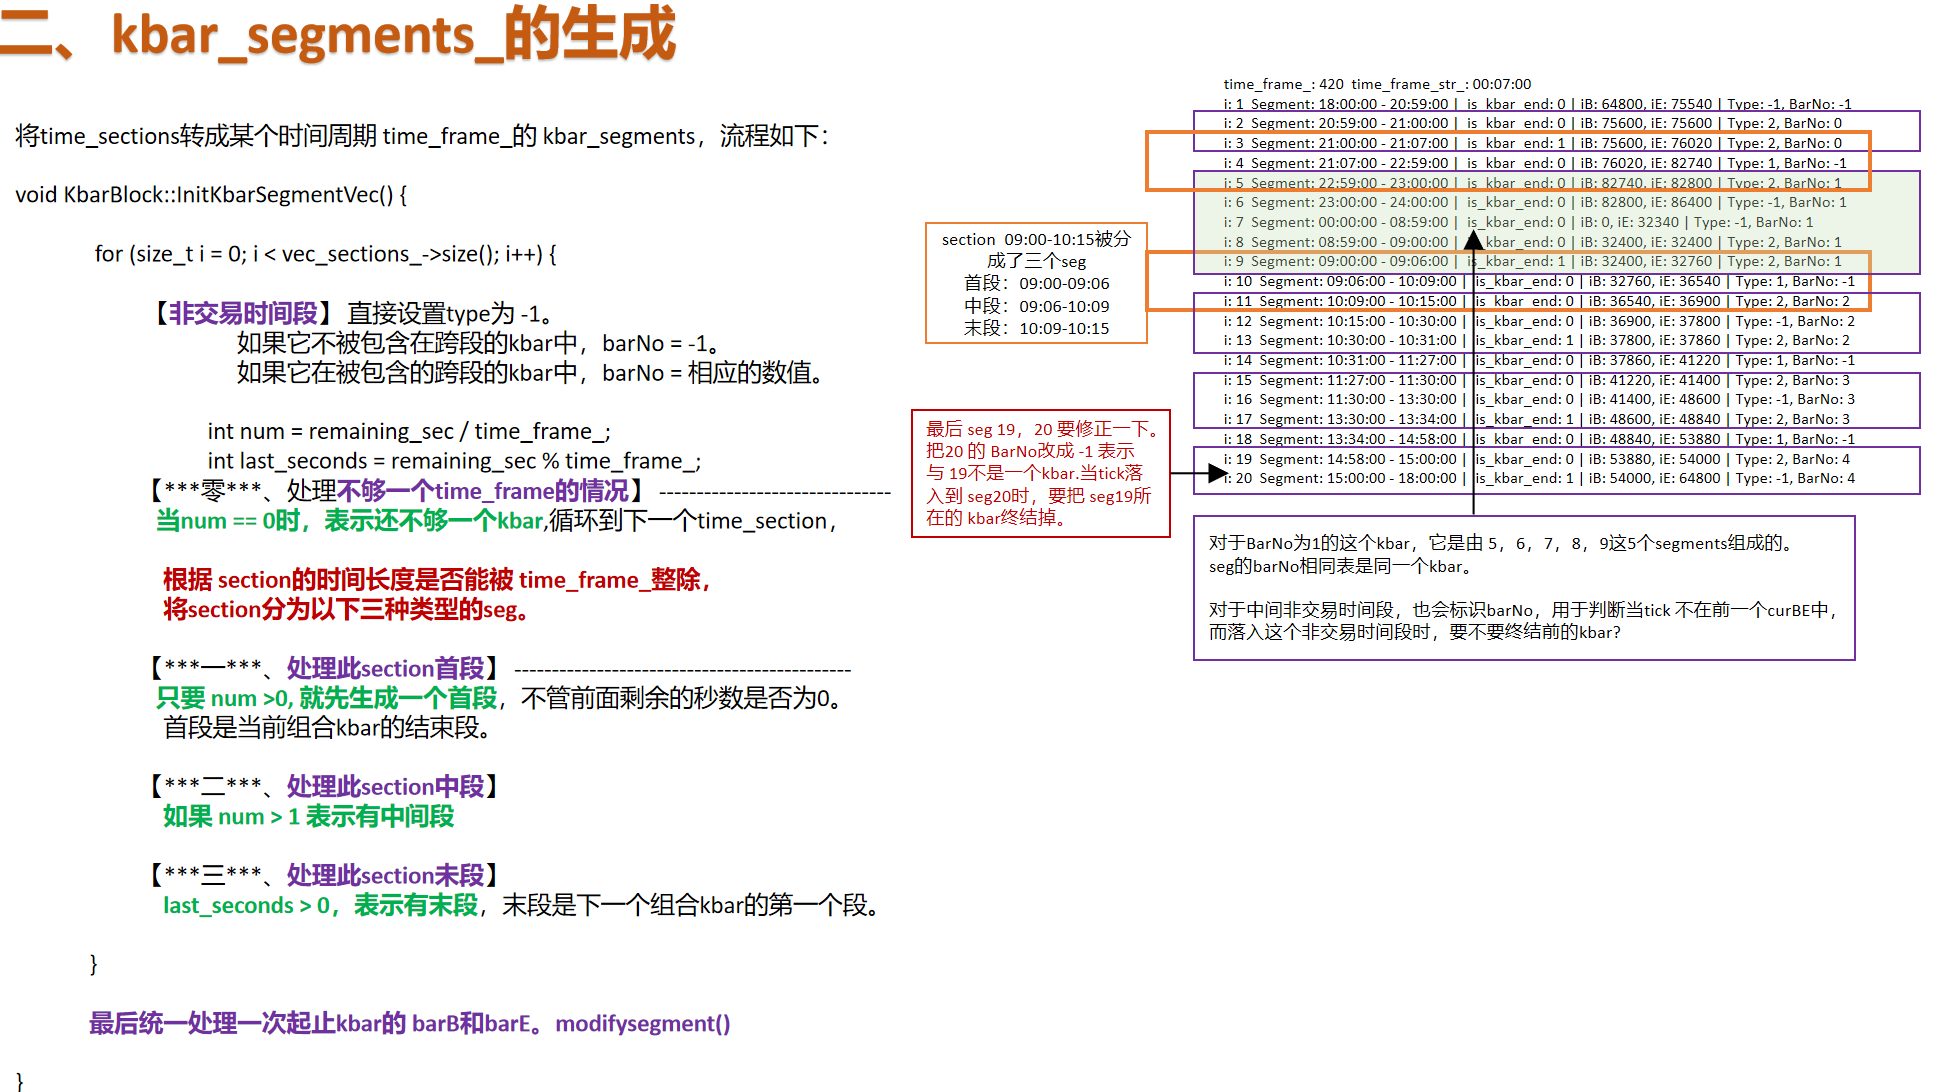 二、kbar_segments_的生成
将time_sections转成某个时间周期 time_frame_的 kbar_segments，流程如下：
void KbarBlock::InitKbarSegmentVec() {
for (size_t i = 0; i < vec_sections_->size(); i++) {
【非交易时间段】 直接设置type为 -1。
如果它不被包含在跨段的kbar中，barNo = -1。
如果它在被包含的跨段的kbar中，barNo = 相应的数值。
int num = remaining_sec / time_frame_;
int last_seconds = remaining_sec % time_frame_;
【***零***、处理不够一个time_frame的情况】 -------------------------------
当num == 0时，表示还不够一个kbar,循环到下一个time_section，
根据 section的时间长度是否能被 time_frame_整除，
将section分为以下三种类型的seg。
【***一***、处理此section首段】 ---------------------------------------------
只要 num >0, 就先生成一个首段，不管前面剩余的秒数是否为0。
首段是当前组合kbar的结束段。
【***二***、处理此section中段】
如果 num > 1 表示有中间段
【***三***、处理此section末段】
last_seconds > 0，表示有末段，末段是下一个组合kbar的第一个段。
}
最后统一处理一次起止kbar的 barB和barE。modifysegment()
}
time_frame_: 420  time_frame_str_: 00:07:00
i: 1  Segment: 18:00:00 - 20:59:00 |  is_kbar_end: 0 | iB: 64800, iE: 75540 | Type: -1, BarNo: -1
i: 2  Segment: 20:59:00 - 21:00:00 |  is_kbar_end: 0 | iB: 75600, iE: 75600 | Type: 2, BarNo: 0
i: 3  Segment: 21:00:00 - 21:07:00 |  is_kbar_end: 1 | iB: 75600, iE: 76020 | Type: 2, BarNo: 0
i: 4  Segment: 21:07:00 - 22:59:00 |  is_kbar_end: 0 | iB: 76020, iE: 82740 | Type: 1, BarNo: -1
i: 5  Segment: 22:59:00 - 23:00:00 |  is_kbar_end: 0 | iB: 82740, iE: 82800 | Type: 2, BarNo: 1
i: 6  Segment: 23:00:00 - 24:00:00 |  is_kbar_end: 0 | iB: 82800, iE: 86400 | Type: -1, BarNo: 1
i: 7  Segment: 00:00:00 - 08:59:00 |  is_kbar_end: 0 | iB: 0, iE: 32340 | Type: -1, BarNo: 1
i: 8  Segment: 08:59:00 - 09:00:00 |  is_kbar_end: 0 | iB: 32400, iE: 32400 | Type: 2, BarNo: 1
i: 9  Segment: 09:00:00 - 09:06:00 |  is_kbar_end: 1 | iB: 32400, iE: 32760 | Type: 2, BarNo: 1
i: 10  Segment: 09:06:00 - 10:09:00 |  is_kbar_end: 0 | iB: 32760, iE: 36540 | Type: 1, BarNo: -1
i: 11  Segment: 10:09:00 - 10:15:00 |  is_kbar_end: 0 | iB: 36540, iE: 36900 | Type: 2, BarNo: 2
i: 12  Segment: 10:15:00 - 10:30:00 |  is_kbar_end: 0 | iB: 36900, iE: 37800 | Type: -1, BarNo: 2
i: 13  Segment: 10:30:00 - 10:31:00 |  is_kbar_end: 1 | iB: 37800, iE: 37860 | Type: 2, BarNo: 2
i: 14  Segment: 10:31:00 - 11:27:00 |  is_kbar_end: 0 | iB: 37860, iE: 41220 | Type: 1, BarNo: -1
i: 15  Segment: 11:27:00 - 11:30:00 |  is_kbar_end: 0 | iB: 41220, iE: 41400 | Type: 2, BarNo: 3
i: 16  Segment: 11:30:00 - 13:30:00 |  is_kbar_end: 0 | iB: 41400, iE: 48600 | Type: -1, BarNo: 3
i: 17  Segment: 13:30:00 - 13:34:00 |  is_kbar_end: 1 | iB: 48600, iE: 48840 | Type: 2, BarNo: 3
i: 18  Segment: 13:34:00 - 14:58:00 |  is_kbar_end: 0 | iB: 48840, iE: 53880 | Type: 1, BarNo: -1
i: 19  Segment: 14:58:00 - 15:00:00 |  is_kbar_end: 0 | iB: 53880, iE: 54000 | Type: 2, BarNo: 4
i: 20  Segment: 15:00:00 - 18:00:00 |  is_kbar_end: 0 | iB: 54000, iE: 64800 | Type: -1, BarNo: 4
section  09:00-10:15被分
成了三个seg
首段：09:00-09:06
中段：09:06-10:09
末段：10:09-10:15
最后 seg 19，20 要修正一下。
把20 的 BarNo改成 -1 表示
与 19不是一个kbar.当tick落
入到 seg20时，要把 seg19所
在的 kbar终结掉。
对于BarNo为1的这个kbar，它是由 5，6，7，8，9这5个segments组成的。
seg的barNo相同表是同一个kbar。
对于中间非交易时间段，也会标识barNo，用于判断当tick 不在前一个curBE中，
而落入这个非交易时间段时，要不要终结前的kbar?